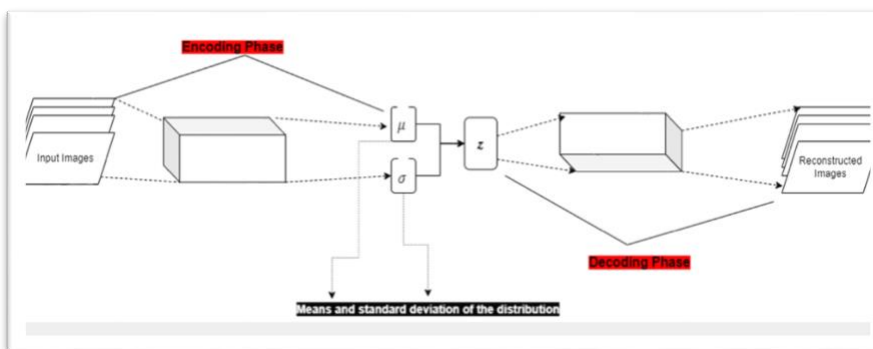 Encoding Phase
Input Images
μ
σ
z
Reconstructed
Images
Decoding Phase
Means and standard deviation of the distribution